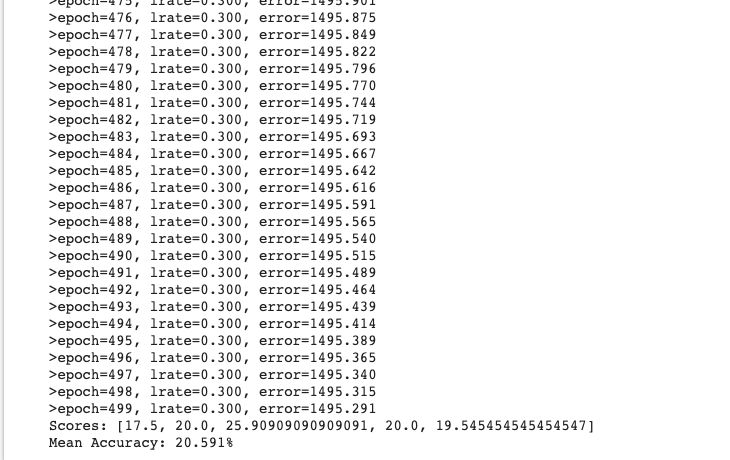 >epoch=475, lrate=0.300, error=1495.901
>epoch=476, lrate=0.300, error=1495.875
>epoch=477, lrate=0.300, error=1495.849
>epoch=478, lrate=0.300, error=1495.822
>epoch=479, lrate=0.300, error=1495.796
>epoch=480, lrate=0.300, error=1495.770
>epoch=481, lrate=0.300, error=1495.744
>epoch=482, lrate=0.300, error=1495.719
>epoch=483, lrate=0.300, error=1495.693
>epoch=484, lrate=0.300, error=1495.667
>epoch=485, lrate=0.300, error=1495.642
>epoch=486, lrate=0.300, error=1495.616
>epoch=487, lrate=0.300, error=1495.591
>epoch=488, lrate=0.300, error=1495.565
>epoch=489, lrate=0.300, error=1495.540
>epoch=490, lrate=0.300, error=1495.515
>epoch=491, lrate=0.300, error=1495.489
>epoch=492, lrate=0.300, error=1495.464
>epoch=493, lrate=0.300, error=1495.439
>epoch=494, lrate=0.300, error=1495.414
>epoch=495, lrate=0.300, error=1495.389
>epoch=496, lrate=0.300, error=1495.365
>epoch=497, lrate=0.300, error=1495.340
>epoch=498, lrate=0.300, error=1495.315
>epoch=499, lrate=0.300, error=1495.291
Scores: [17.5, 20.0, 25.90909090909091, 20.0, 19.545454545454547]
Mean Accuracy: 20.591%